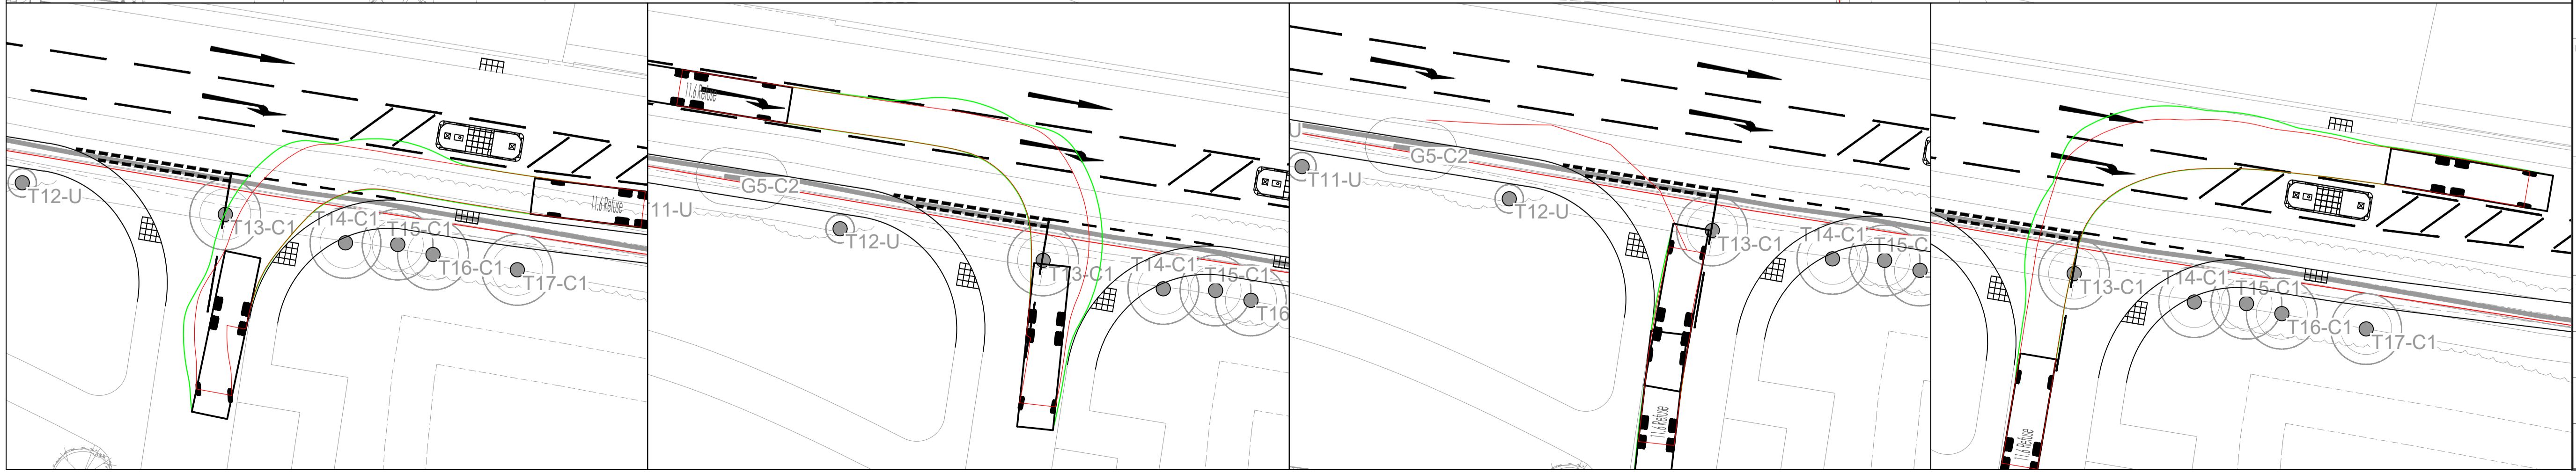 11.6 Refuse
T12-U
T13-C1
T14-C1
T15-C1
T16-C1
T17-C1
11.6 Refuse
G5-C2
11-U
T12-U
T13-C1
T14-C1
T15-C1
T16
U
G5-C2
T11-U
T12-U
T13-C1
T14-C1
T15-C
11.6 Refuse
T13-C1
T14-C1
T15-C1
T16-C1
T17-C1
11.6 Refuse